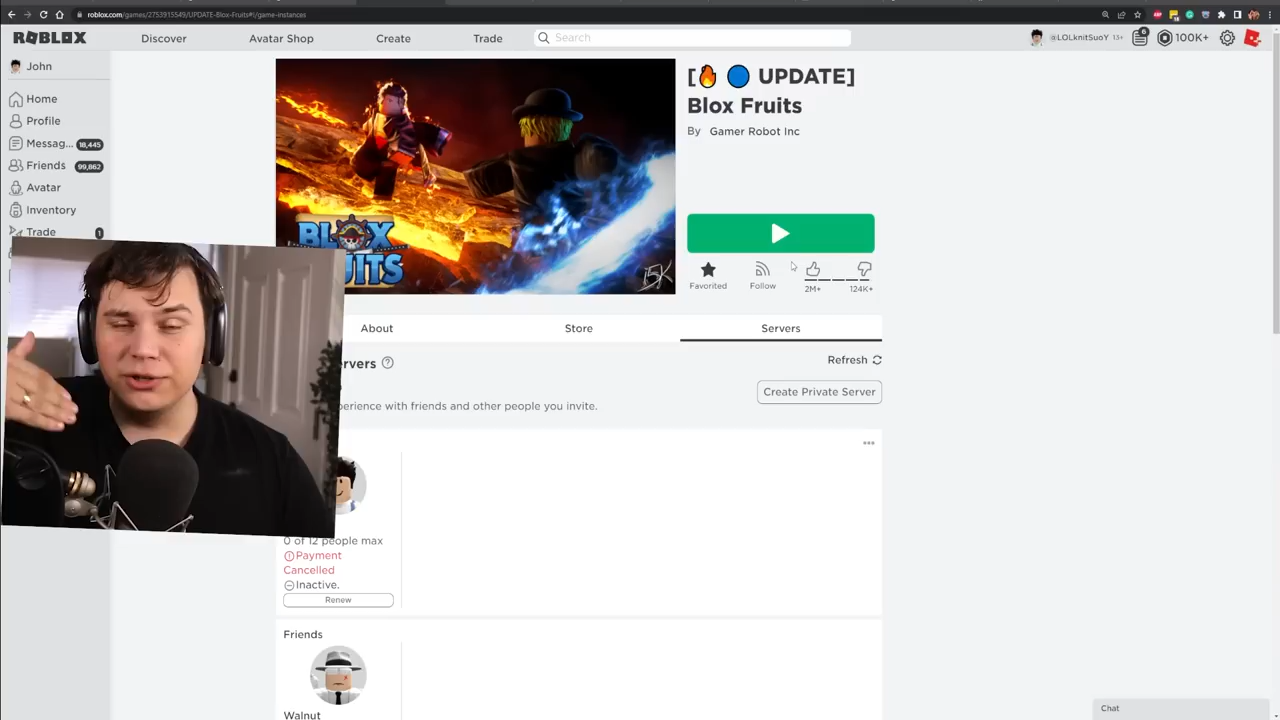 roblox.com/games/2753915549/UPDATE-Blox-Fruits#!/game-instances
ROBLOX
Discover
Avatar Shop
Create
Trade
Search
@LOLknitSuoY 13+
6
100K+
John
Home
Profile
Messag... 18,445
Friends 99,862
Avatar
Inventory
Trade 1
BLOX
FRUITS
[🔥 🔵 UPDATE]
Blox Fruits
By Gamer Robot Inc
Favorited
Follow
2M+
124K+
About
Store
Servers
ervers
Refresh
perience with friends and other people you invite.
Create Private Server
0 of 12 people max
Payment
Cancelled
Inactive.
Renew
Friends
Walnut
Chat